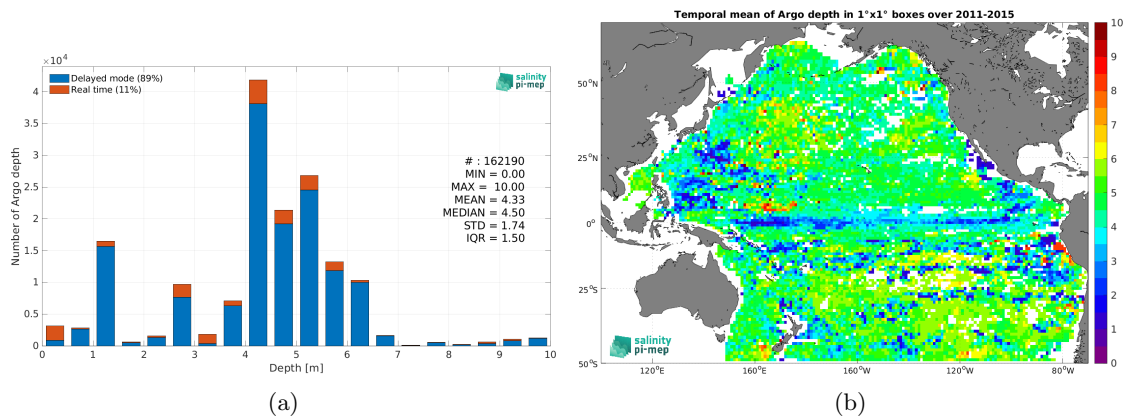 ×10⁴
Delayed mode (89%)
Real time (11%)
salinity
pi-mep
# : 162190
MIN = 0.00
MAX = 10.00
MEAN = 4.33
MEDIAN = 4.50
STD = 1.74
IQR = 1.50
Number of Argo depth
4
3.5
3
2.5
2
1.5
1
0.5
0
0 1 2 3 4 5 6 7 8 9 10
Depth [m]
(a)
Temporal mean of Argo depth in 1°x1° boxes over 2011-2015
50°N
25°N
0°
25°S
50°S
120°E 160°E 160°W 120°W 80°W
salinity
pi-mep
10
9
8
7
6
5
4
3
2
1
0
(b)